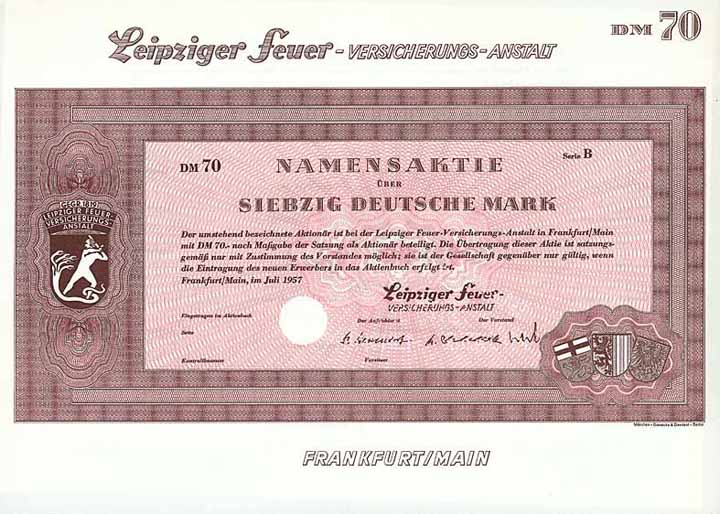 Leipziger Feuer-VERSICHERUNGS-ANSTALT
DM 70
DM 70
NAMENSAKTIE
Serie B
ÜBER
SIEBZIG DEUTSCHE MARK
Der umstehend bezeichnete Aktionär ist bei der Leipziger Feuer-Versicherungs-Anstalt in Frankfurt/Main
mit DM 70.- nach Maßgabe der Satzung als Aktionär beteiligt. Die Übertragung dieser Aktie ist satzungs-
gemäß nur mit Zustimmung des Vorstandes möglich; sie ist der Gesellschaft gegenüber nur gültig, wenn
die Eintragung des neuen Erwerbers in das Aktienbuch erfolgt ist.
Frankfurt/Main, im Juli 1957
GEGR. 1819
LEIPZIGER FEUER-
VERSICHERUNGS-
ANSTALT
Leipziger Feuer-
VERSICHERUNGS-ANSTALT
Eingetragen im Aktienbuch
Der Aufsichtsrat
Der Vorstand
Seite
Kontrollnummer
Vorsitzer
München - Giesecke & Devrient - Berlin
FRANKFURT/MAIN